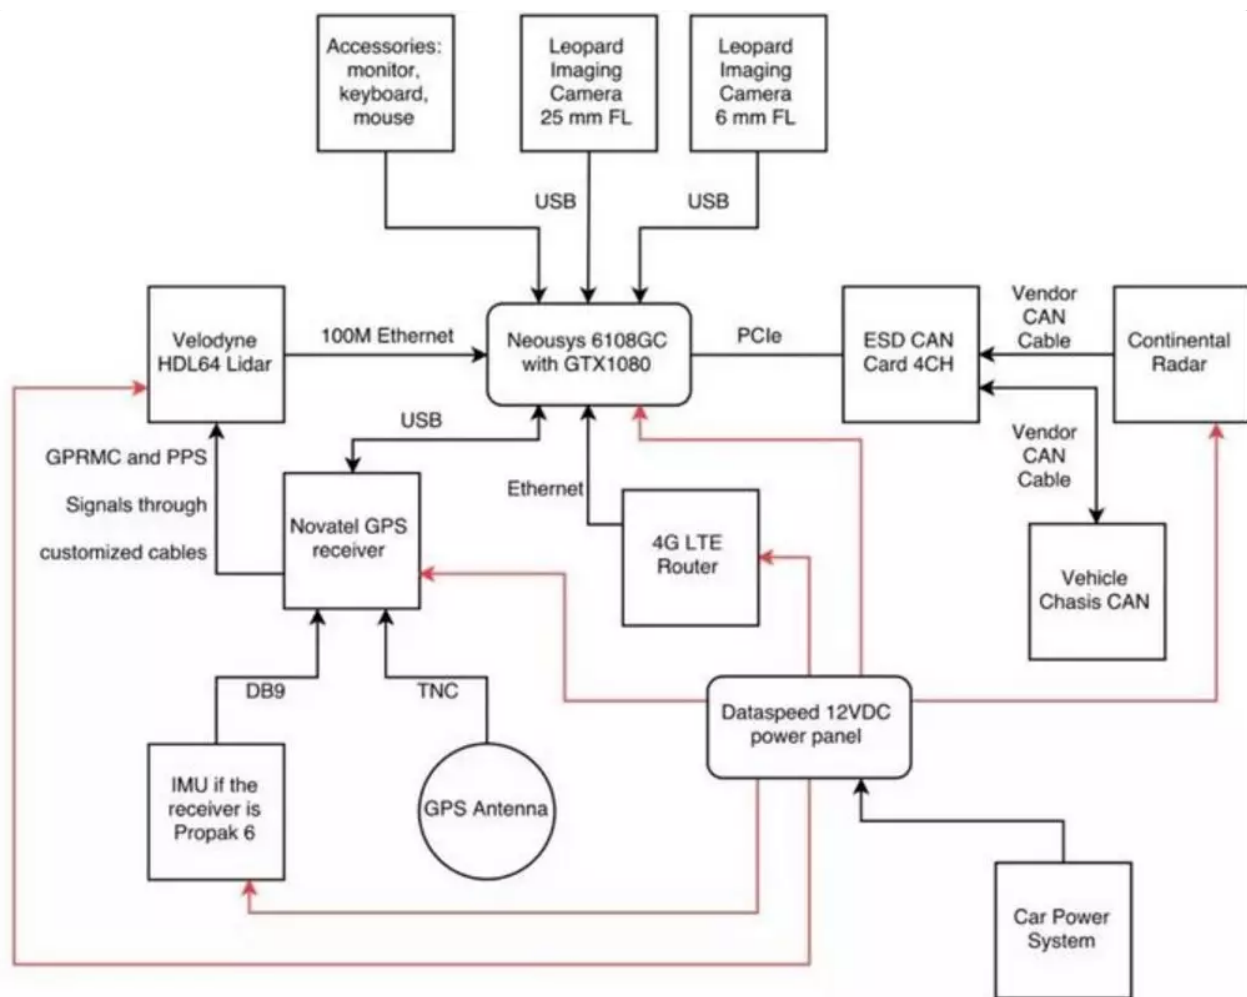 Accessories:
monitor,
keyboard,
mouse
Leopard
Imaging
Camera
25 mm FL
Leopard
Imaging
Camera
6 mm FL
USB
USB
Velodyne
HDL64 Lidar
100M Ethernet
Neousys 6108GC
with GTX1080
PCIe
ESD CAN
Card 4CH
Vendor
CAN
Cable
Continental
Radar
GPRMC and PPS
Signals through
customized cables
USB
Novatel GPS
receiver
Ethernet
4G LTE
Router
Vendor
CAN
Cable
Vehicle
Chasis CAN
DB9
TNC
Dataspeed 12VDC
power panel
IMU if the
receiver is
Propak 6
GPS Antenna
Car Power
System